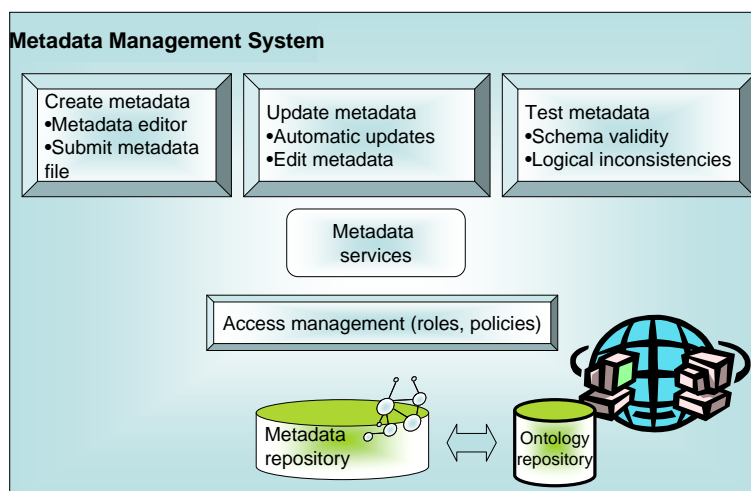 Metadata Management System
Create metadata
•Metadata editor
•Submit metadata
file
Update metadata
•Automatic updates
•Edit metadata
Test metadata
•Schema validity
•Logical inconsistencies
Metadata
services
Access management (roles, policies)
Metadata
repository
Ontology
repository